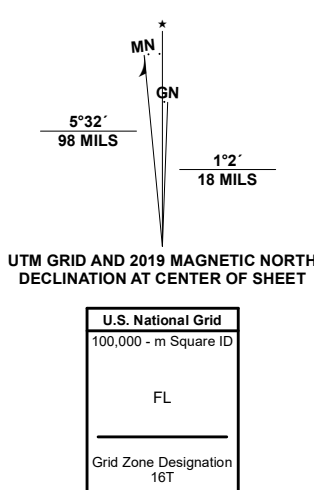 ★
MN
GN
5°32´
98 MILS
1°2´
18 MILS
UTM GRID AND 2019 MAGNETIC NORTH
DECLINATION AT CENTER OF SHEET
U.S. National Grid
100,000 - m Square ID
FL
Grid Zone Designation
16T